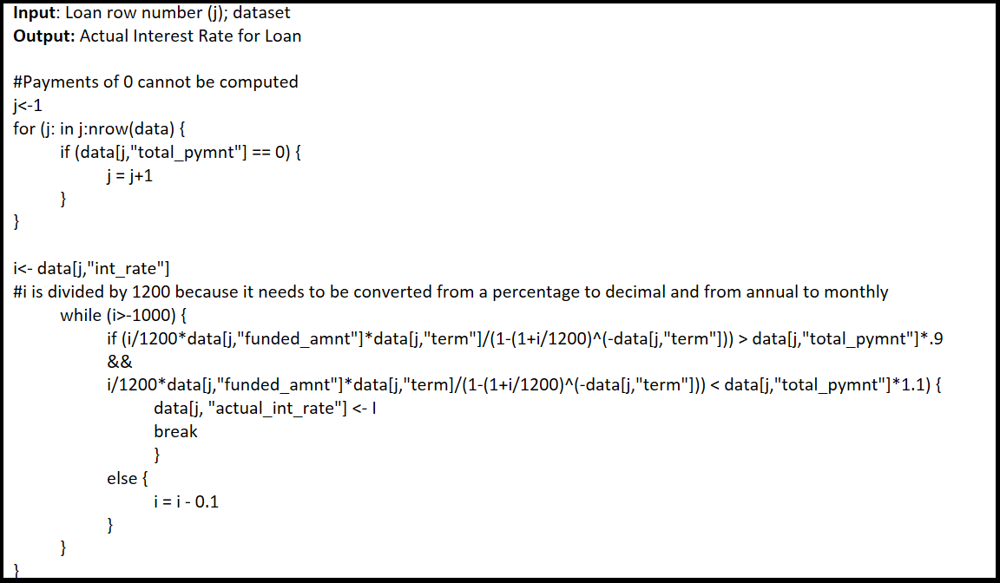 Input: Loan row number (j); dataset
Output: Actual Interest Rate for Loan
#Payments of 0 cannot be computed
j<-1
for (j: in j:nrow(data) {
if (data[j,"total_pymnt"] == 0) {
j = j+1
}
}
i<- data[j,"int_rate"]
#i is divided by 1200 because it needs to be converted from a percentage to decimal and from annual to monthly
while (i>-1000) {
if (i/1200*data[j,"funded_amnt"]*data[j,"term"]/(1-(1+i/1200)^(-data[j,"term"])) > data[j,"total_pymnt"]*.9
&&
i/1200*data[j,"funded_amnt"]*data[j,"term]/(1-(1+i/1200)^(-data[j,"term"])) < data[j,"total_pymnt"]*1.1) {
data[j, "actual_int_rate"] <- I
break
}
else {
i = i - 0.1
}
}
}